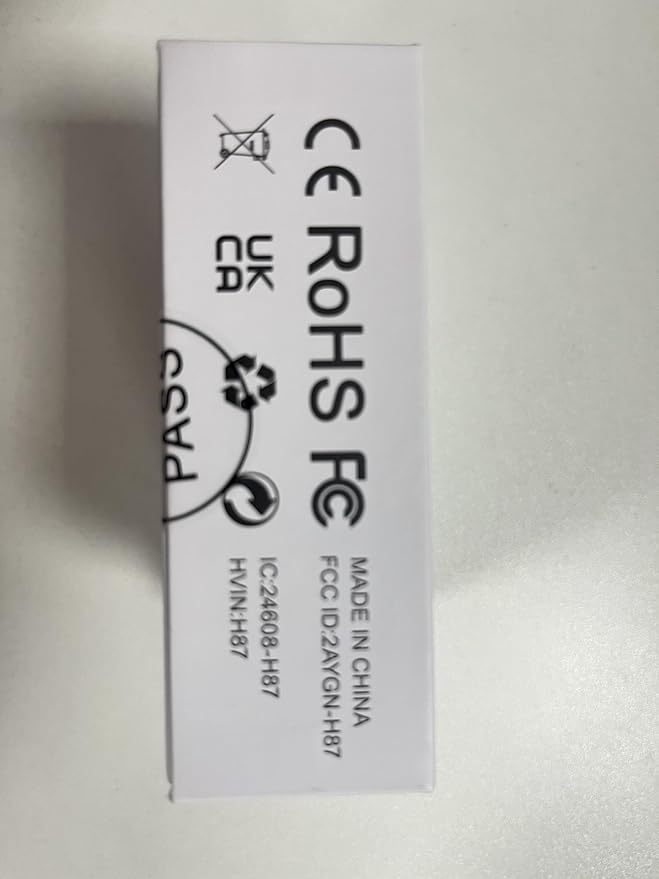 CE RoHS FC
MADE IN CHINA
FCC ID:2AYGN-H87
UK
CA
IC:24608-H87
HVIN:H87
PASS